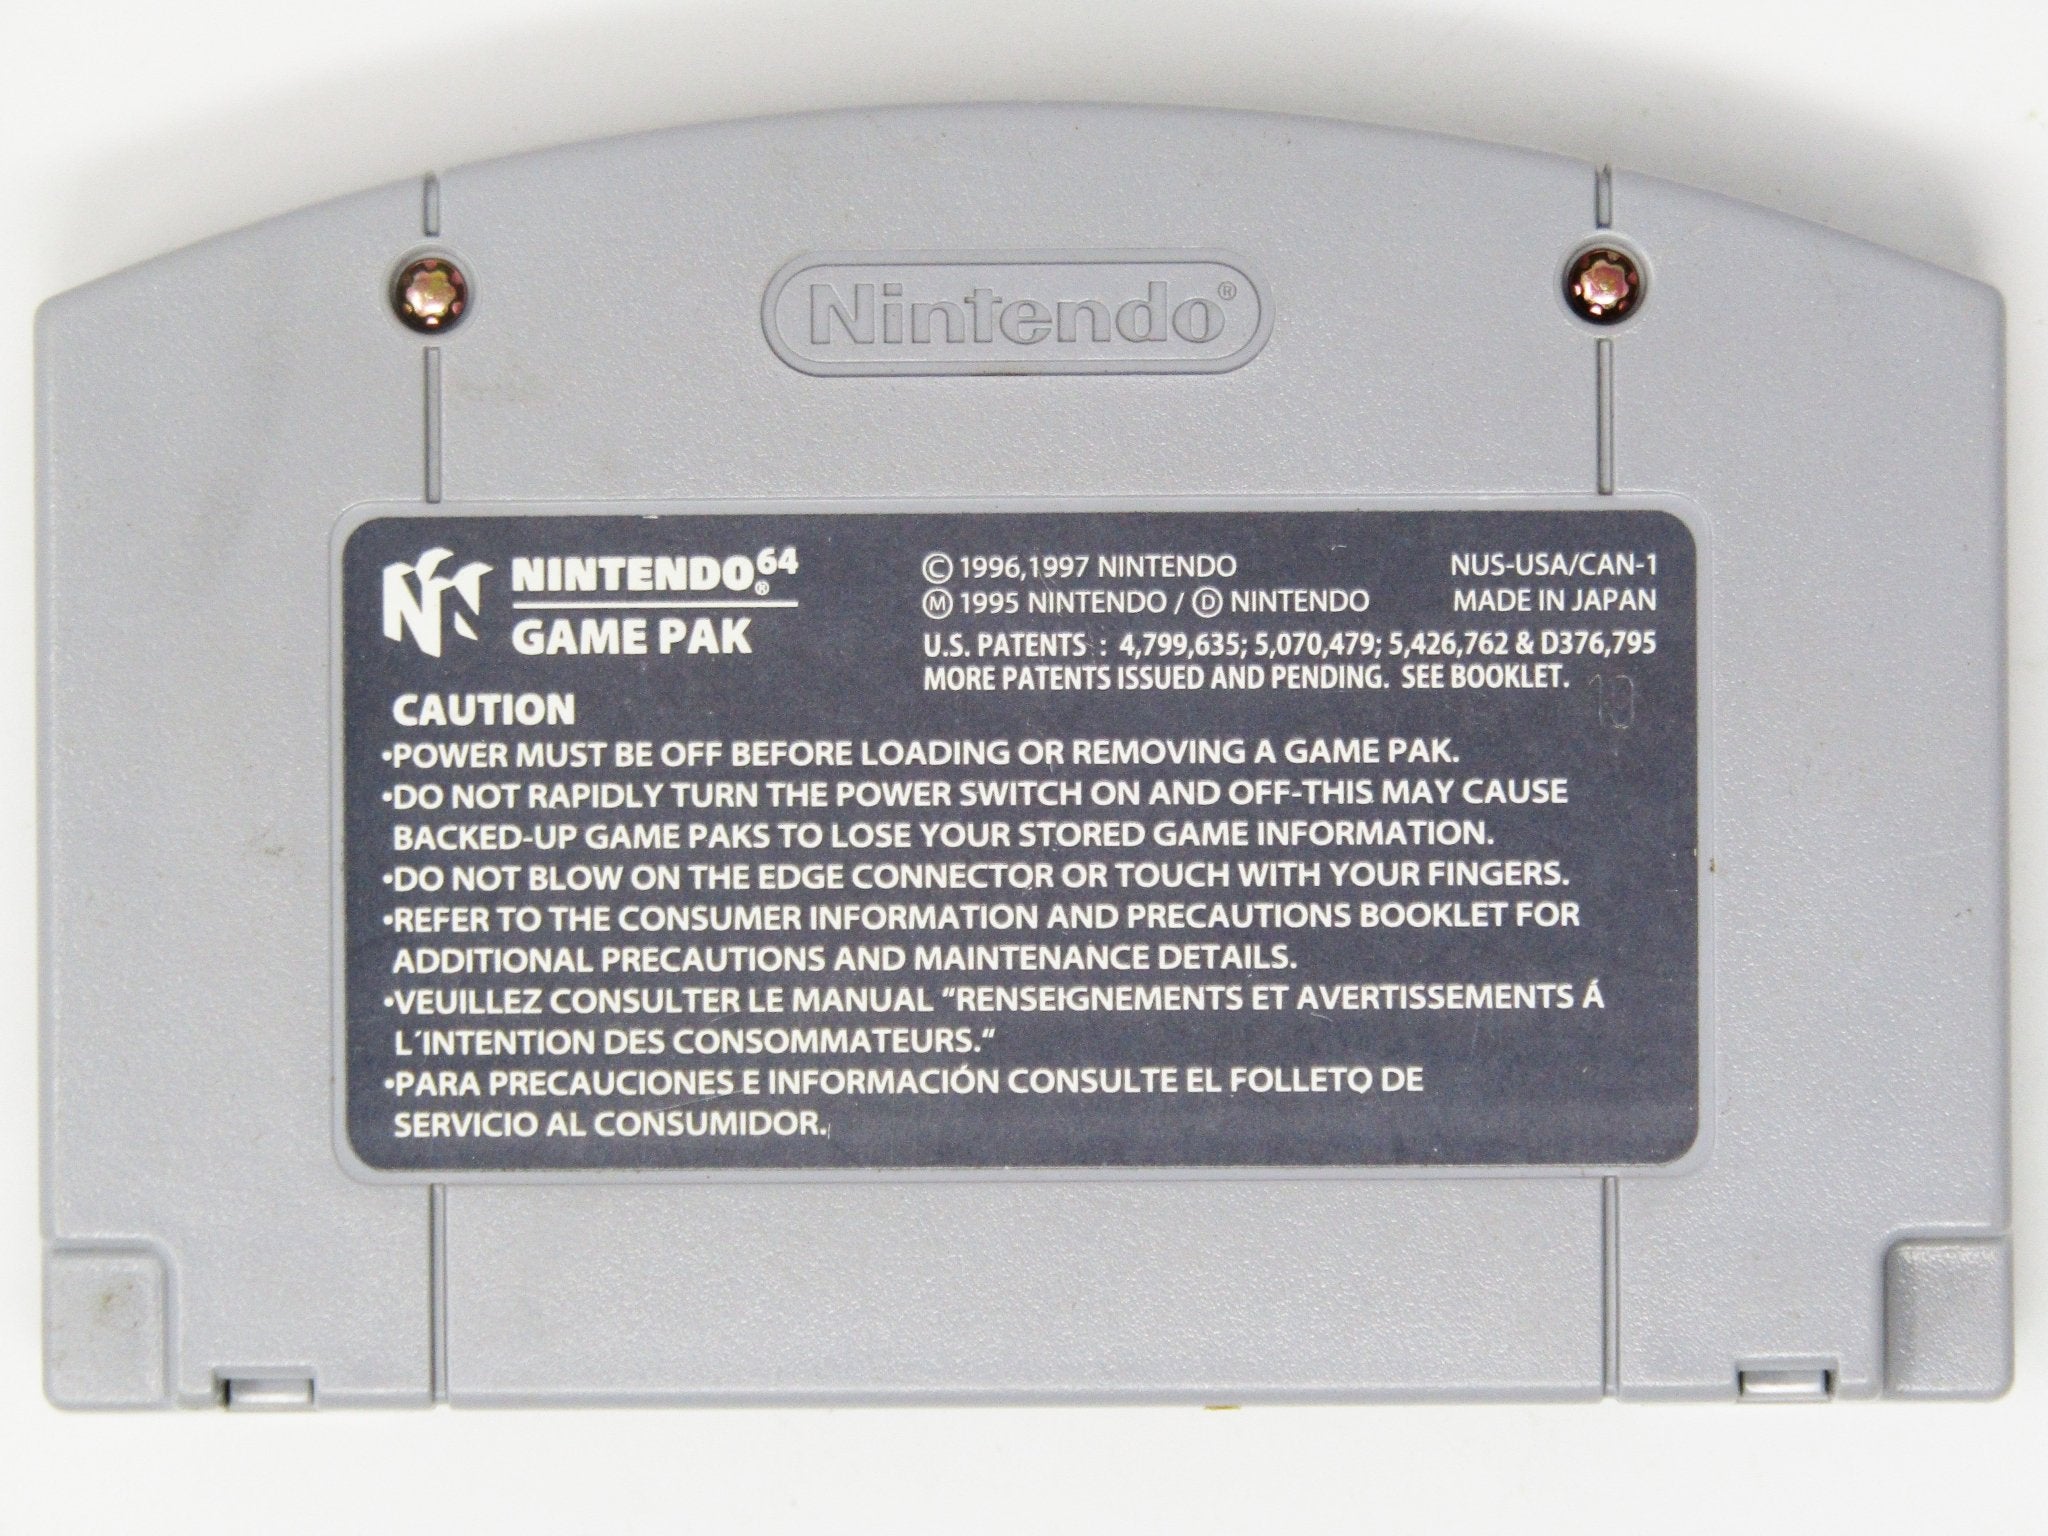 Nintendo®
NINTENDO64®
GAME PAK
© 1996,1997 NINTENDO
Ⓜ 1995 NINTENDO / Ⓓ NINTENDO
NUS-USA/CAN-1
MADE IN JAPAN
U.S. PATENTS : 4,799,635; 5,070,479; 5,426,762 & D376,795
MORE PATENTS ISSUED AND PENDING. SEE BOOKLET.
10
CAUTION
•POWER MUST BE OFF BEFORE LOADING OR REMOVING A GAME PAK.
•DO NOT RAPIDLY TURN THE POWER SWITCH ON AND OFF-THIS MAY CAUSE
BACKED-UP GAME PAKS TO LOSE YOUR STORED GAME INFORMATION.
•DO NOT BLOW ON THE EDGE CONNECTOR OR TOUCH WITH YOUR FINGERS.
•REFER TO THE CONSUMER INFORMATION AND PRECAUTIONS BOOKLET FOR
ADDITIONAL PRECAUTIONS AND MAINTENANCE DETAILS.
•VEUILLEZ CONSULTER LE MANUAL "RENSEIGNEMENTS ET AVERTISSEMENTS Á
L´INTENTION DES CONSOMMATEURS."
•PARA PRECAUCIONES E INFORMACIÓN CONSULTE EL FOLLETO DE
SERVICIO AL CONSUMIDOR.